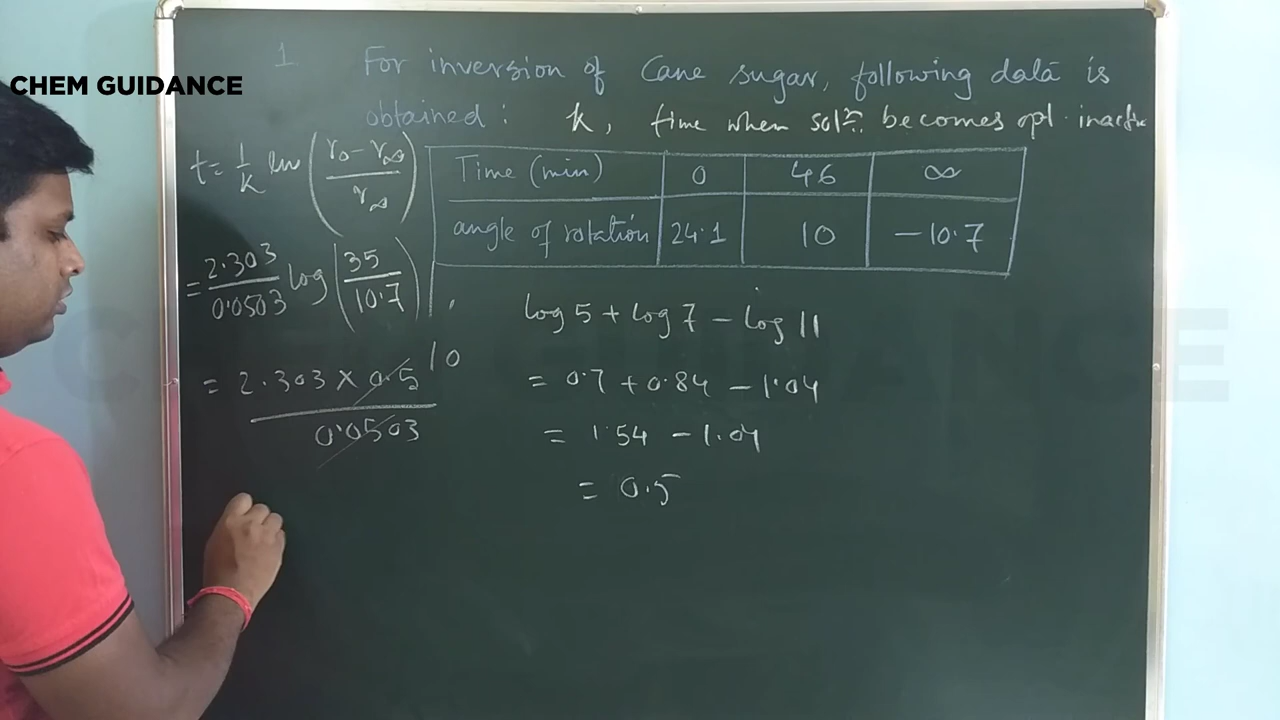 CHEM GUIDANCE
1. For inversion of Cane sugar, following data is
obtained : k, time when solⁿ. becomes opt. inactive
t = 1/k ln ((r₀ - r∞)/r∞)
Time (min) 0 46 ∞
angle of rotation 24.1 10 -10.7
= 2.303/0.0503 log (35/10.7)
= 2.303 × 0.5 10 / 0.0503
log 5 + log 7 - log 11
= 0.7 + 0.84 - 1.04
= 1.54 - 1.04
= 0.5